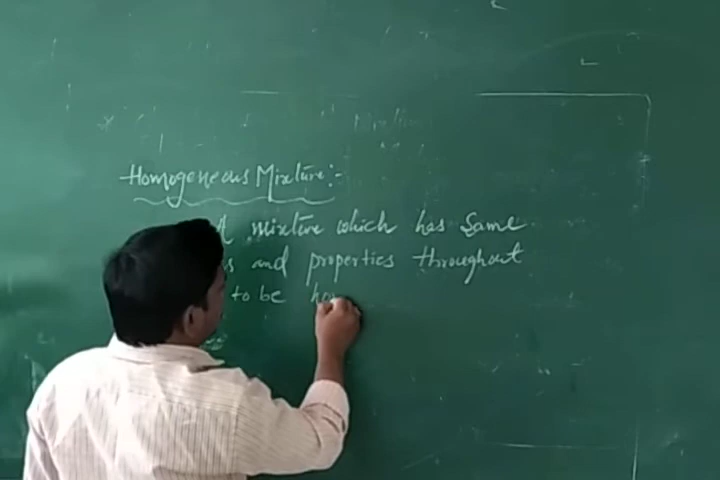 Homogeneous Mixture:-
A mixture which has same
and properties throughout
to be